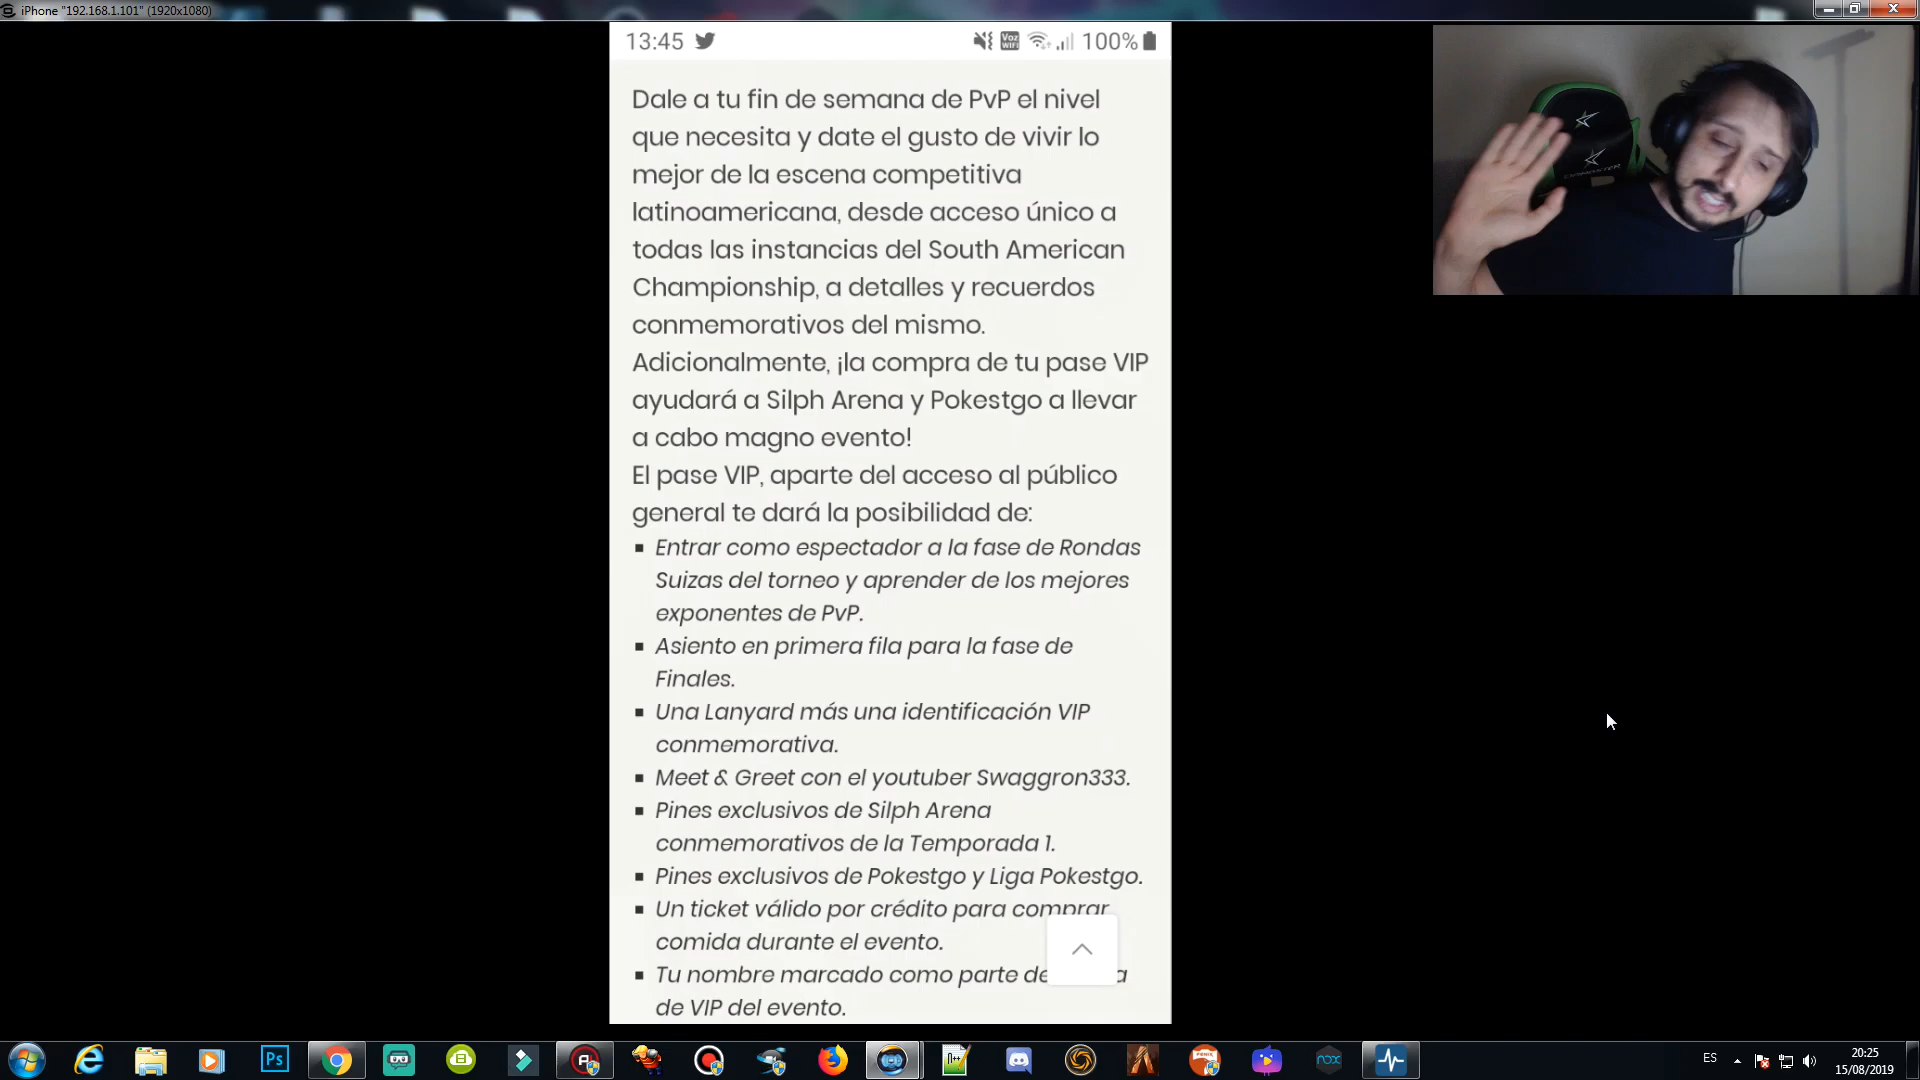 iPhone "192.168.1.101" (1920x1080)
13:45
Voz
WiFi
100%
Dale a tu fin de semana de PvP el nivel
que necesita y date el gusto de vivir lo
mejor de la escena competitiva
latinoamericana, desde acceso único a
todas las instancias del South American
Championship, a detalles y recuerdos
conmemorativos del mismo.
Adicionalmente, ¡la compra de tu pase VIP
ayudará a Silph Arena y Pokestgo a llevar
a cabo magno evento!
El pase VIP, aparte del acceso al público
general te dará la posibilidad de:
Entrar como espectador a la fase de Rondas
Suizas del torneo y aprender de los mejores
exponentes de PvP.
Asiento en primera fila para la fase de
Finales.
Una Lanyard más una identificación VIP
conmemorativa.
Meet & Greet con el youtuber Swaggron333.
Pines exclusivos de Silph Arena
conmemorativos de la Temporada 1.
Pines exclusivos de Pokestgo y Liga Pokestgo.
Un ticket válido por crédito para comprar
comida durante el evento.
Tu nombre marcado como parte de
de VIP del evento.
Ps
nox
ES
20:25
15/08/2019